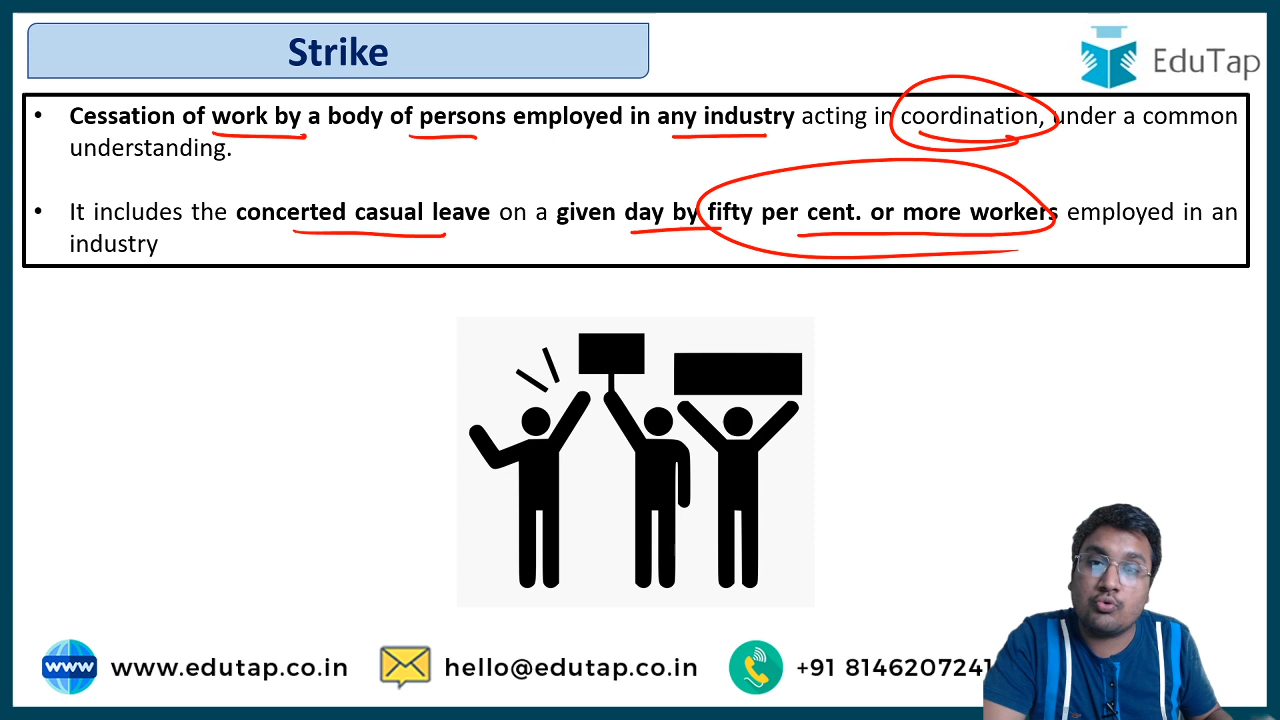 Strike
EduTap
• Cessation of work by a body of persons employed in any industry acting in coordination, under a common
understanding.
• It includes the concerted casual leave on a given day by fifty per cent. or more workers employed in an
industry
www www.edutap.co.in hello@edutap.co.in +91 8146207241